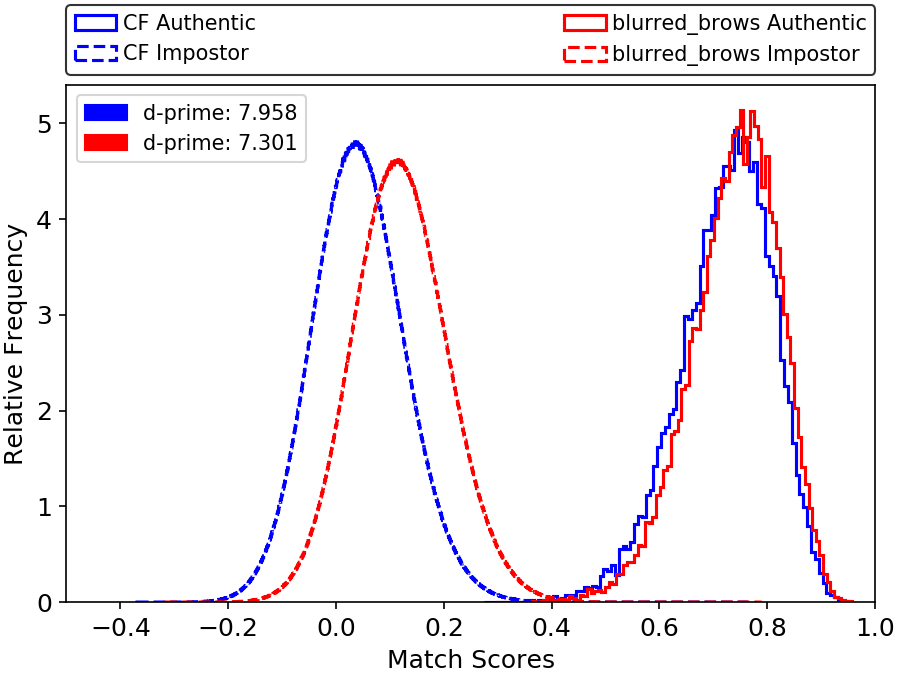 CF Authentic
blurred_brows Authentic
CF Impostor
blurred_brows Impostor
d-prime: 7.958
d-prime: 7.301
Relative Frequency
5
4
3
2
1
0
−0.4 −0.2 0.0 0.2 0.4 0.6 0.8 1.0
Match Scores